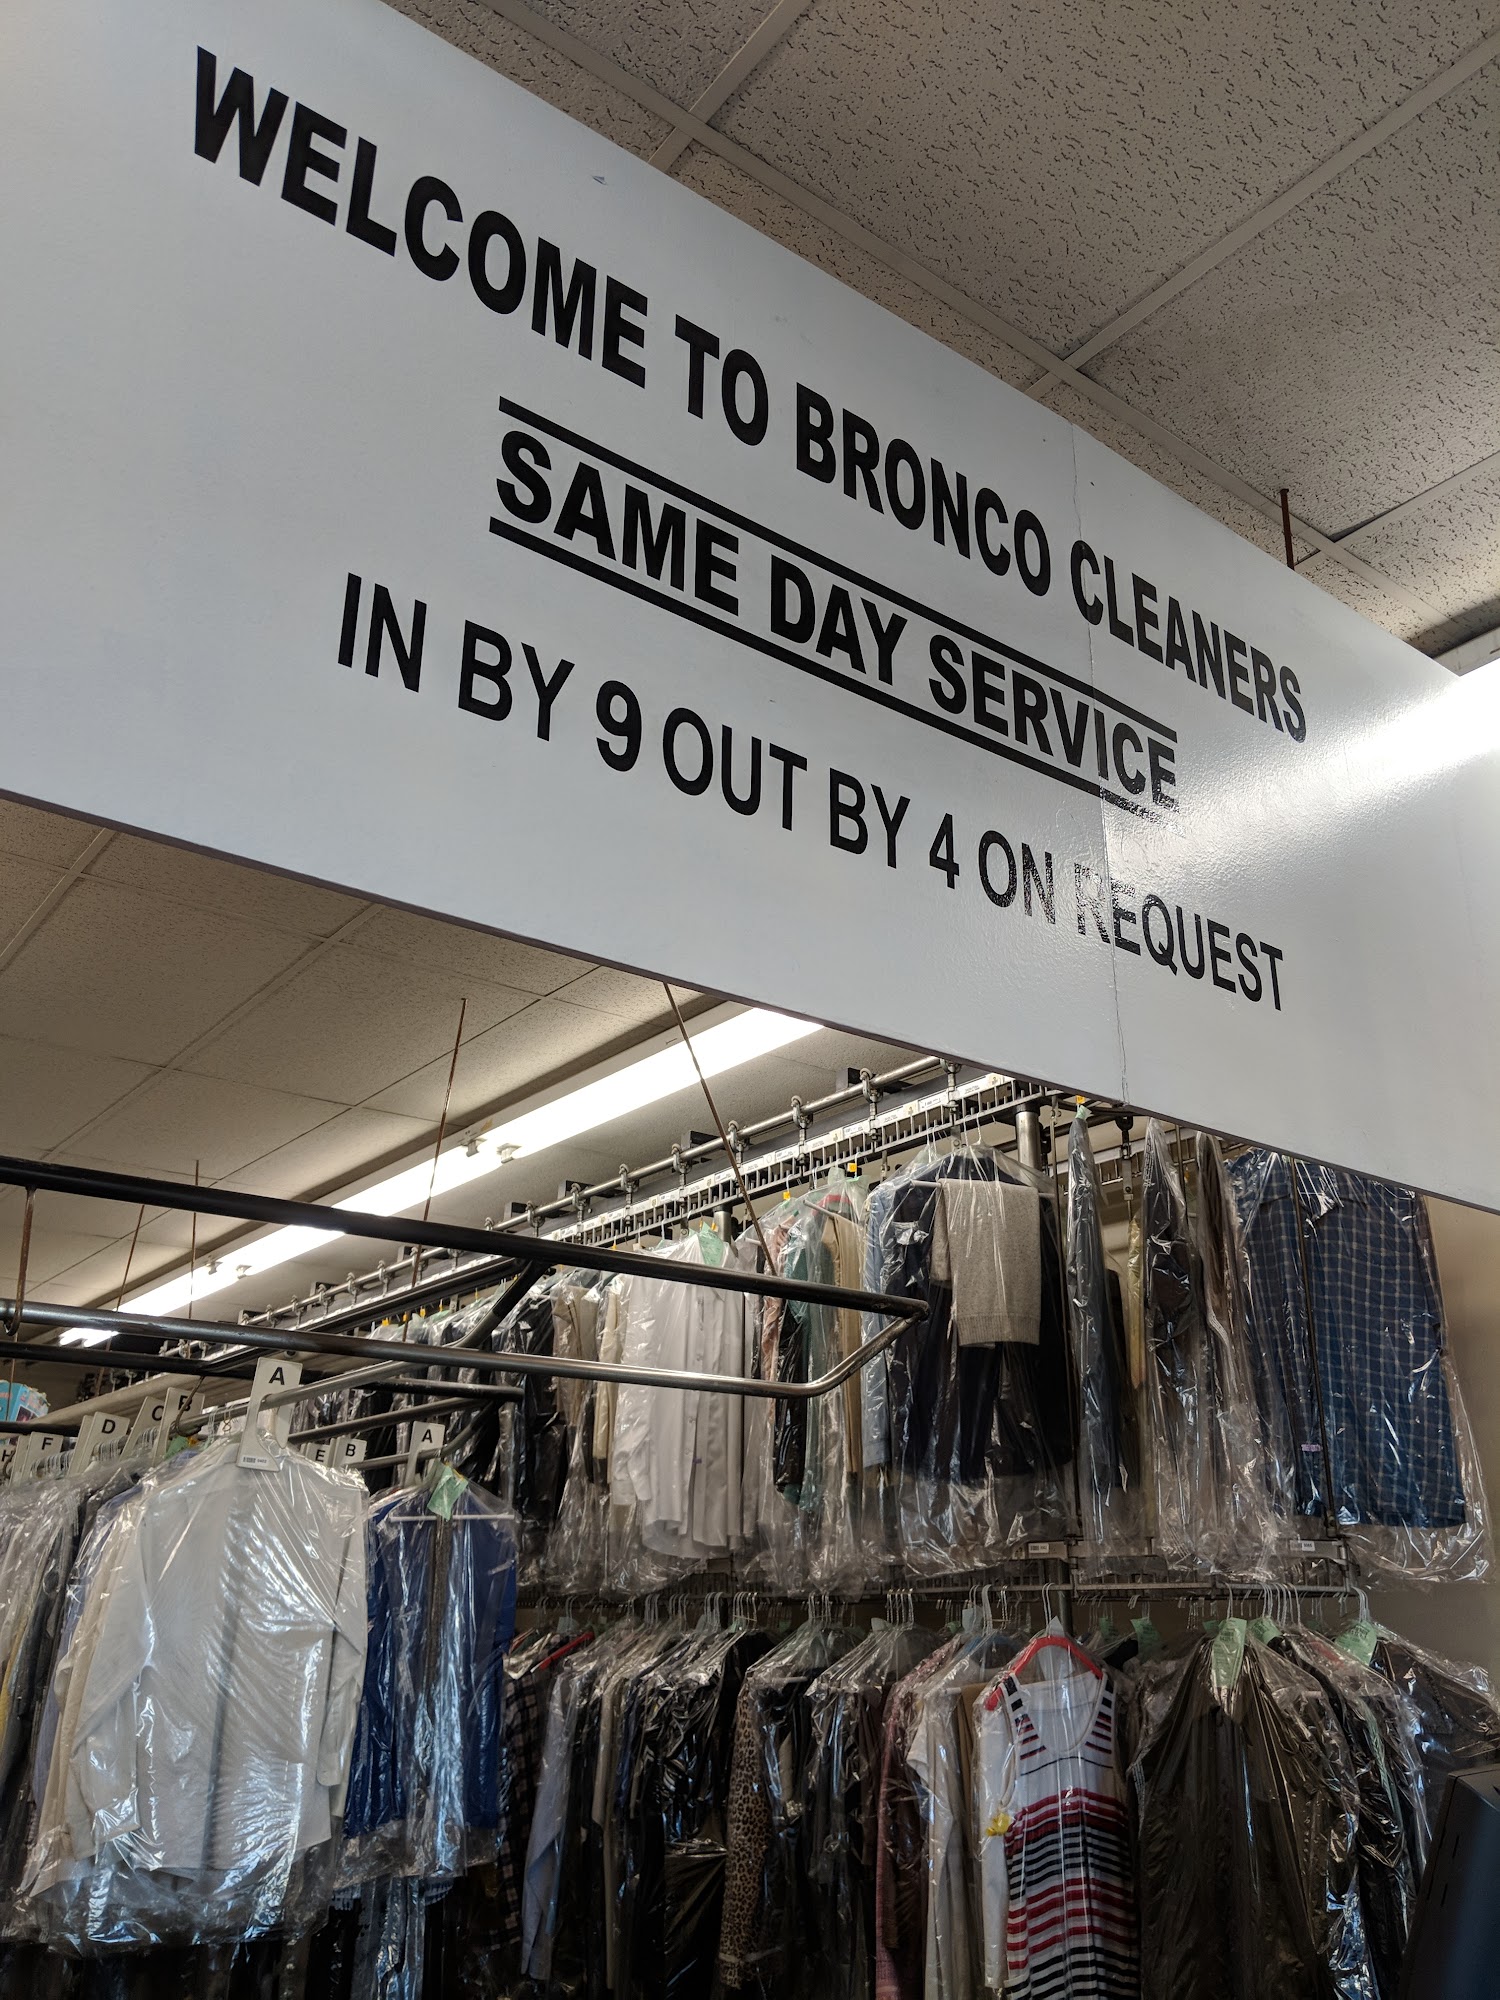 WELCOME TO BRONCO CLEANERS
SAME DAY SERVICE
IN BY 9 OUT BY 4 ON REQUEST
A
B
C
D
F
H
A
B
E